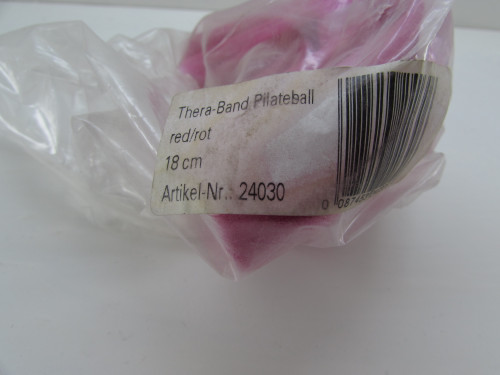 Thera-Band Pilateball
red/rot
18 cm
Artikel-Nr.: 24030